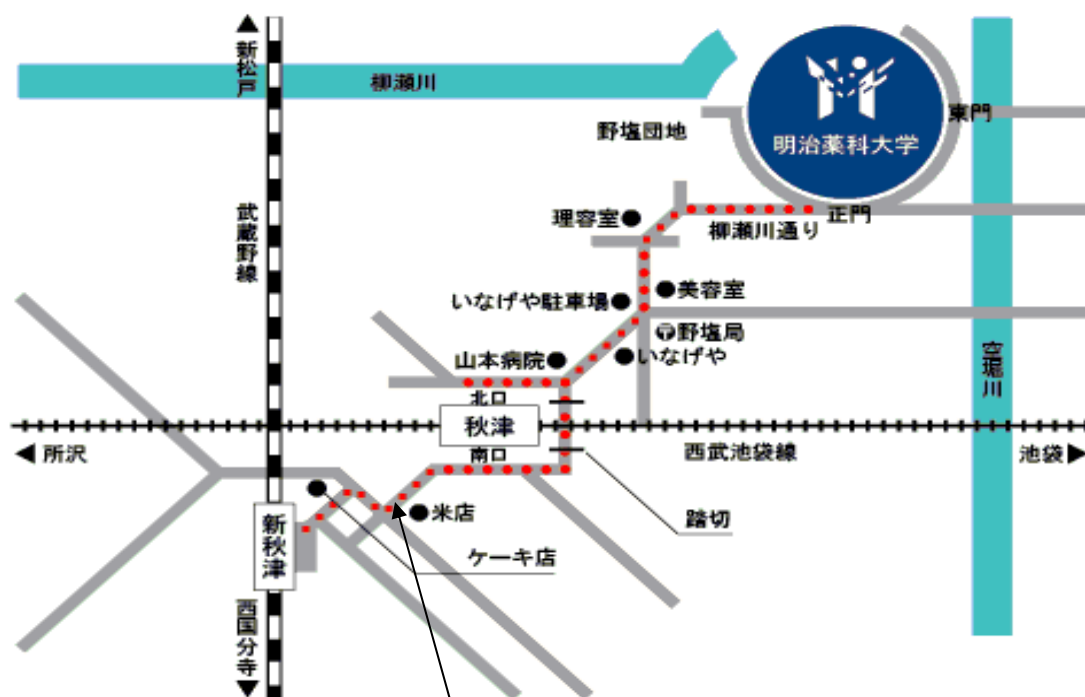 ▲新松戸
柳瀬川
野塩団地
明治薬科大学
東門
正門
柳瀬川通り
理容室
武蔵野線
美容室
いなげや駐車場
〒野塩局
いなげや
山本病院
空堀川
北口
秋津
南口
◀所沢
西武池袋線
池袋▶
米店
踏切
新秋津
ケーキ店
西国分寺▼